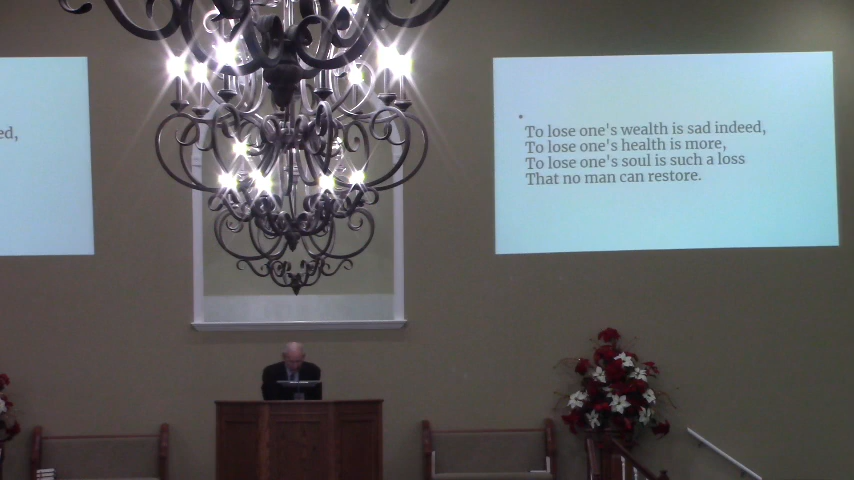 ed,
To lose one's wealth is sad indeed,
To lose one's health is more,
To lose one's soul is such a loss
That no man can restore.